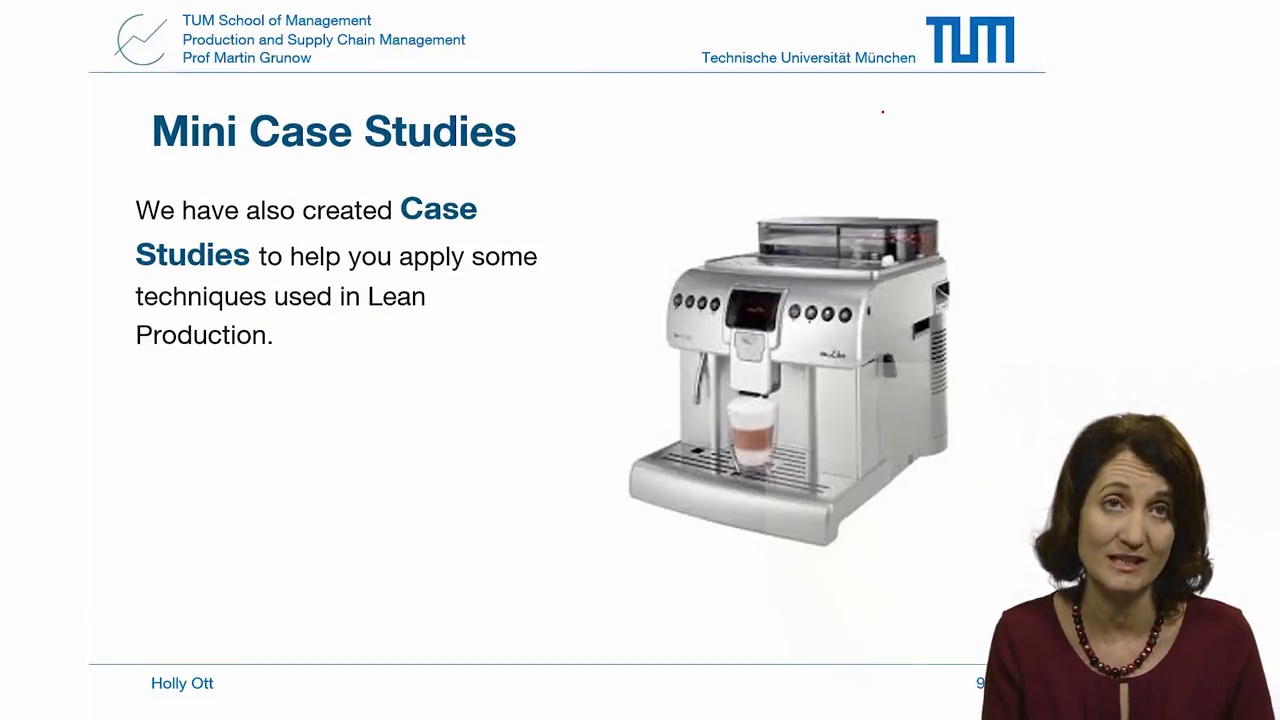 TUM School of Management
Production and Supply Chain Management
Prof Martin Grunow
Technische Universität München
TUM
Mini Case Studies
We have also created Case
Studies to help you apply some
techniques used in Lean
Production.
Holly Ott
9